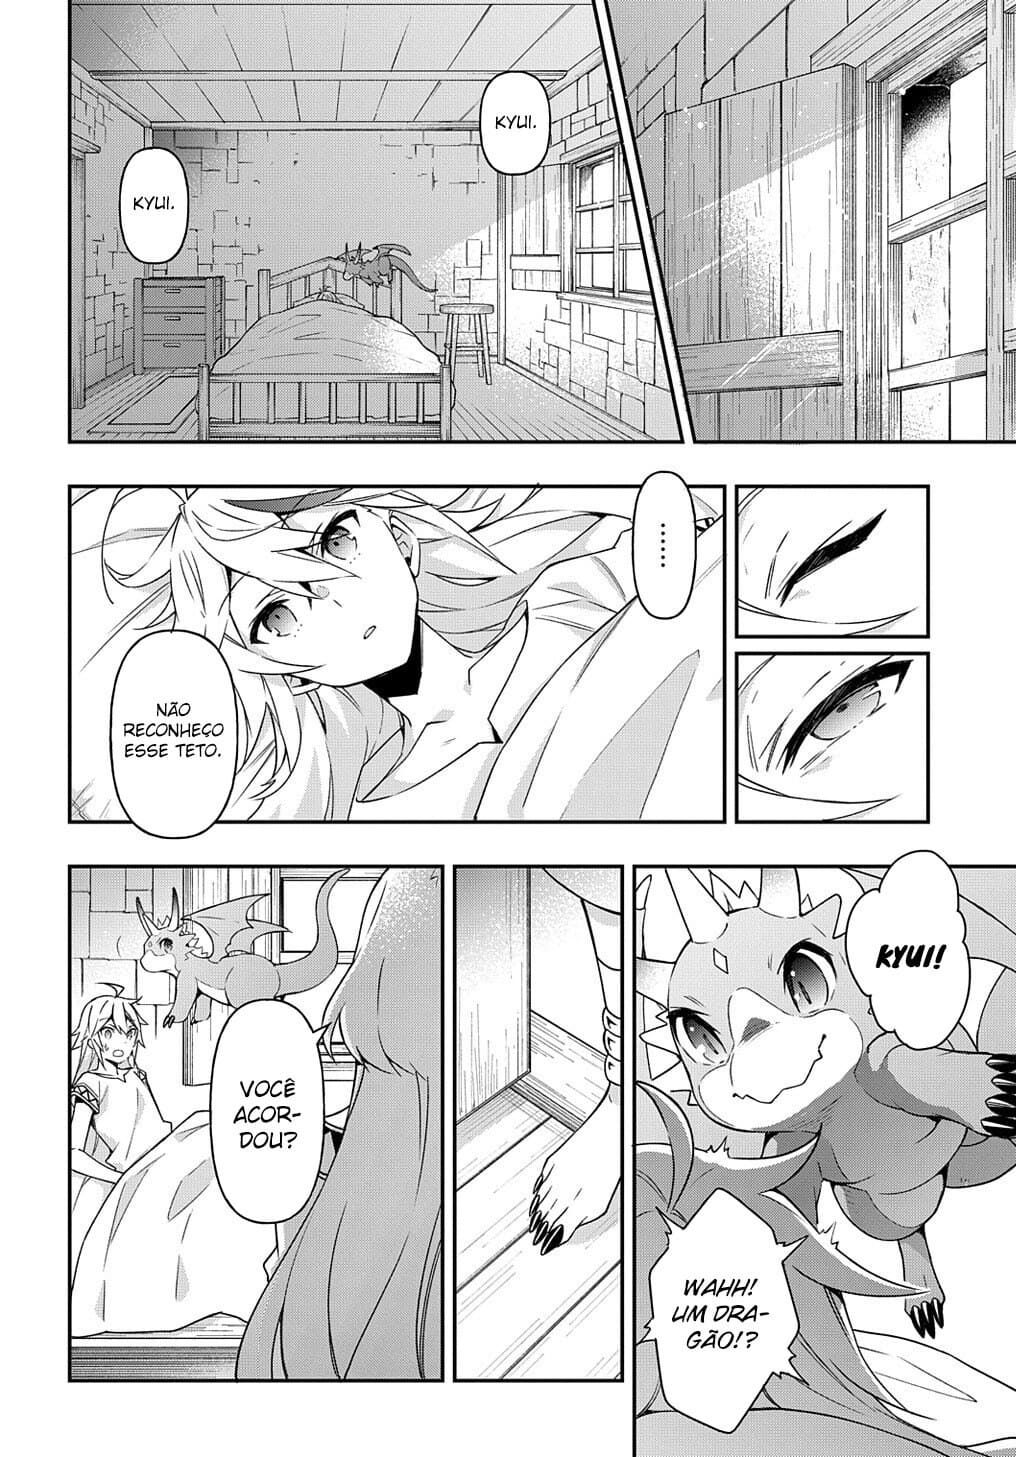 KYUI.
KYUI.
......
NÃO
RECONHEÇO
ESSE TETO.
KYUI!
WAHH!
UM DRA-
GÃO!?
VOCÊ
ACOR-
DOU?